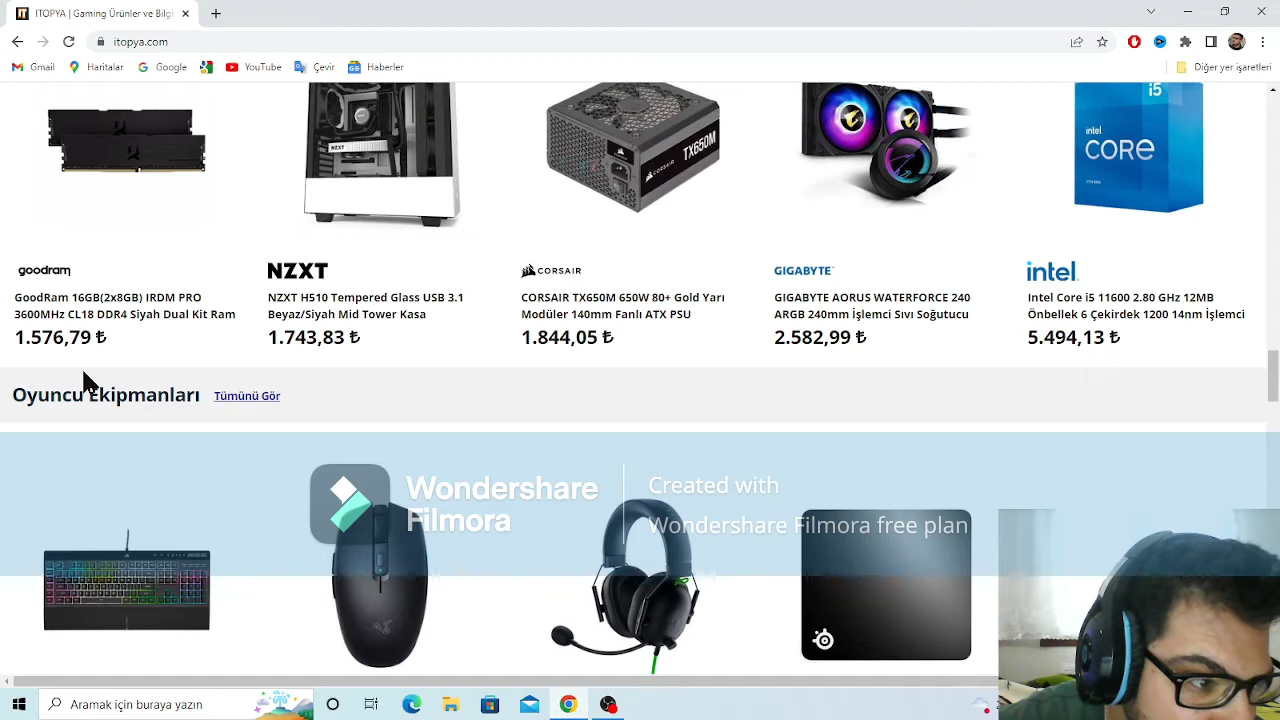 ITOPYA | Gaming Ürünler ve Bilgi
itopya.com
Gmail
Haritalar
Google
YouTube
Çevir
Haberler
Diğer yer işaretleri
NZXT
CORSAIR
TX650M
i5
intel
CORE
goodram
NZXT
CORSAIR
GIGABYTE
intel
GoodRam 16GB(2x8GB) IRDM PRO
3600MHz CL18 DDR4 Siyah Dual Kit Ram
1.576,79 ₺
NZXT H510 Tempered Glass USB 3.1
Beyaz/Siyah Mid Tower Kasa
1.743,83 ₺
CORSAIR TX650M 650W 80+ Gold Yarı
Modüler 140mm Fanlı ATX PSU
1.844,05 ₺
GIGABYTE AORUS WATERFORCE 240
ARGB 240mm İşlemci Sıvı Soğutucu
2.582,99 ₺
Intel Core i5 11600 2.80 GHz 12MB
Önbellek 6 Çekirdek 1200 14nm İşlemci
5.494,13 ₺
Oyuncu Ekipmanları
Tümünü Gör
Wondershare
Filmora
Created with
Wondershare Filmora free plan
Aramak için buraya yazın